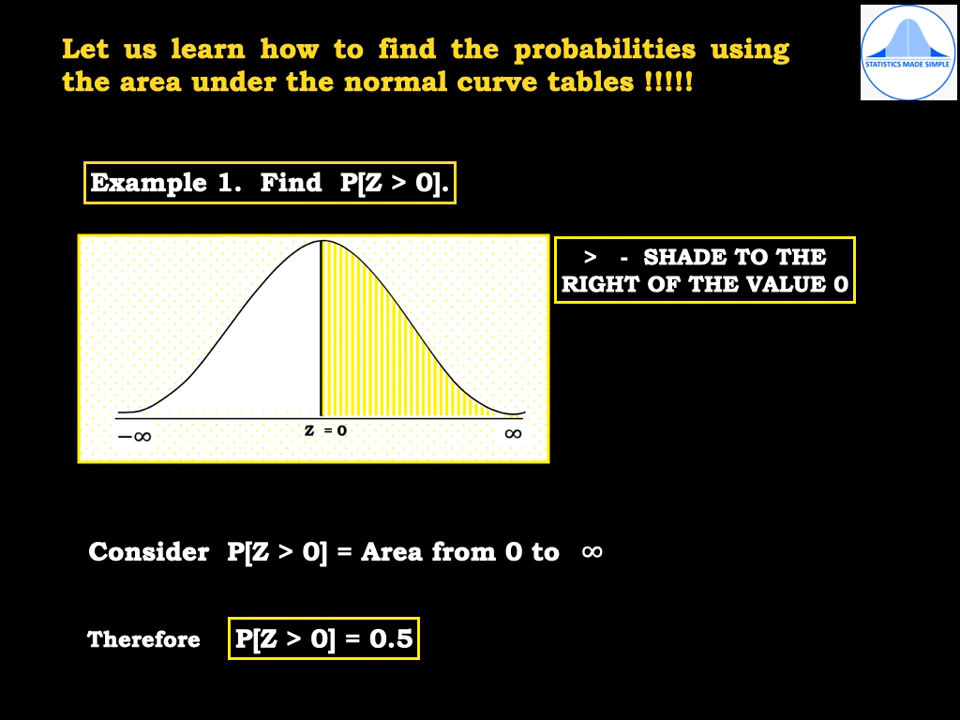 Let us learn how to find the probabilities using
the area under the normal curve tables !!!!!
STATISTICS MADE SIMPLE
Example 1. Find P[Z > 0].
> - SHADE TO THE
RIGHT OF THE VALUE 0
−∞
Z = 0
∞
Consider P[Z > 0] = Area from 0 to ∞
Therefore P[Z > 0] = 0.5